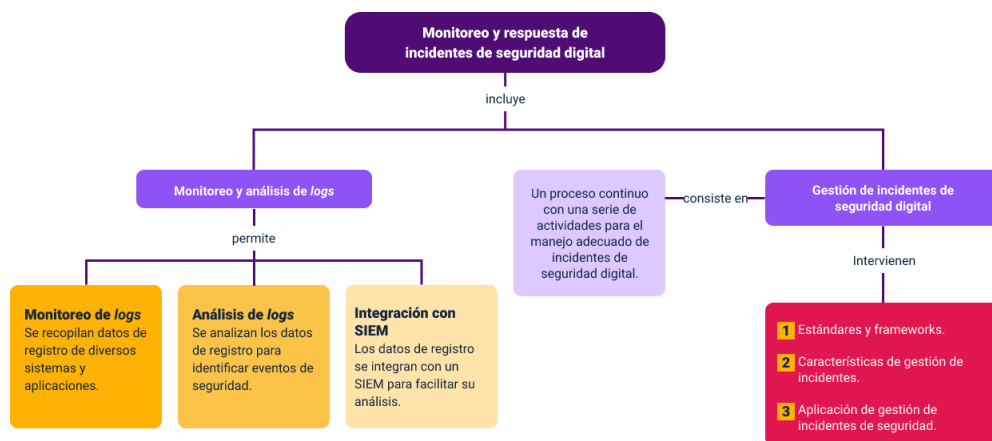 Monitoreo y respuesta de
incidentes de seguridad digital
incluye
Monitoreo y análisis de logs
permite
Monitoreo de logs
Se recopilan datos de
registro de diversos
sistemas y
aplicaciones.
Análisis de logs
Se analizan los datos
de registro para
identificar eventos de
seguridad.
Integración con
SIEM
Los datos de registro
se integran con un
SIEM para facilitar su
análisis.
Un proceso continuo
con una serie de
actividades para el
manejo adecuado de
incidentes de
seguridad digital.
consiste en
Gestión de incidentes de
seguridad digital
Intervienen
1 Estándares y frameworks.
2 Características de gestión de
incidentes.
3 Aplicación de gestión de
incidentes de seguridad.